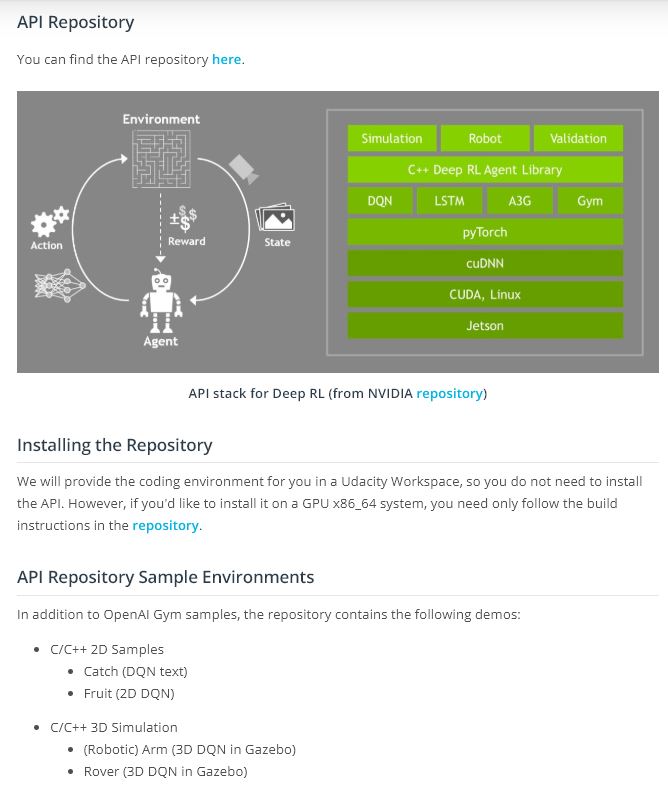 API Repository
You can find the API repository here.
Environment
±$$$
Reward
Action
State
Agent
Simulation Robot Validation
C++ Deep RL Agent Library
DQN LSTM A3G Gym
pyTorch
cuDNN
CUDA, Linux
Jetson
API stack for Deep RL (from NVIDIA repository)
Installing the Repository
We will provide the coding environment for you in a Udacity Workspace, so you do not need to install
the API. However, if you'd like to install it on a GPU x86_64 system, you need only follow the build
instructions in the repository.
API Repository Sample Environments
In addition to OpenAI Gym samples, the repository contains the following demos:
• C/C++ 2D Samples
• Catch (DQN text)
• Fruit (2D DQN)
• C/C++ 3D Simulation
• (Robotic) Arm (3D DQN in Gazebo)
• Rover (3D DQN in Gazebo)